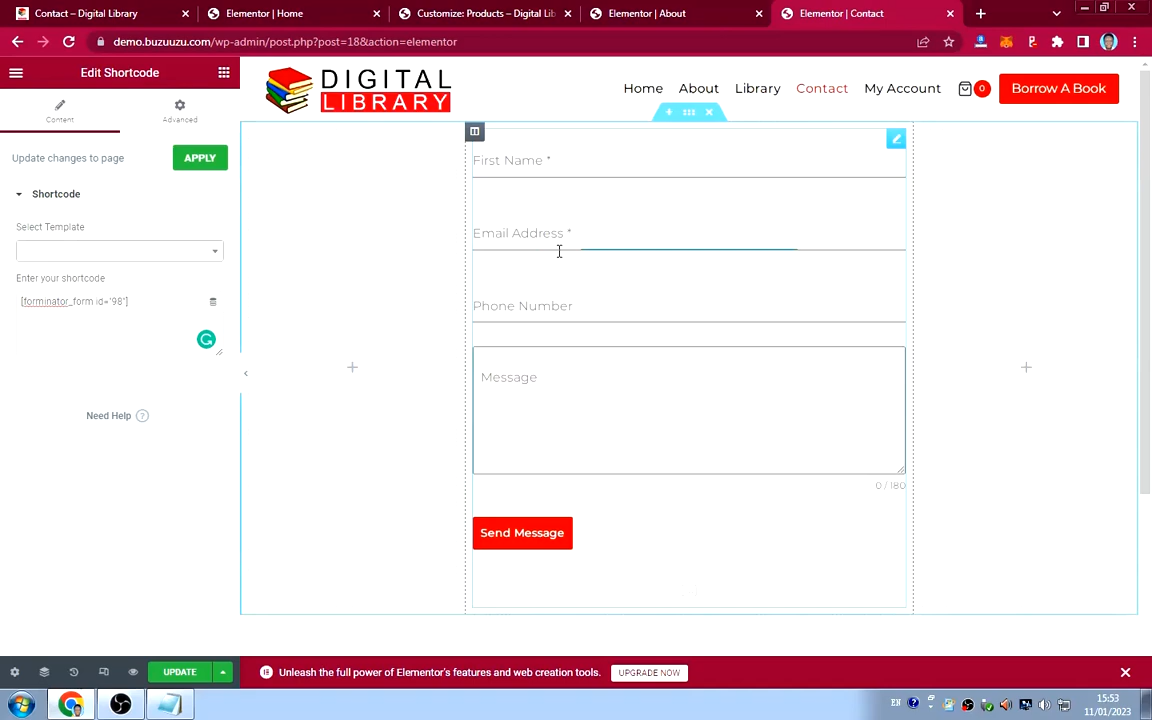 Contact – Digital Library
Elementor | Home
Customize: Products – Digital Lib
Elementor | About
Elementor | Contact
demo.buzuuzu.com/wp-admin/post.php?post=18&action=elementor
Edit Shortcode
DIGITAL
LIBRARY
Home About Library Contact My Account 0 Borrow A Book
Content
Advanced
Update changes to page
APPLY
Shortcode
Select Template
Enter your shortcode
[forminator_form id="98"]
Need Help ?
First Name *
Email Address *
Phone Number
Message
0 / 180
Send Message
UPDATE
Unleash the full power of Elementor's features and web creation tools.
UPGRADE NOW
EN
15:53
11/01/2023